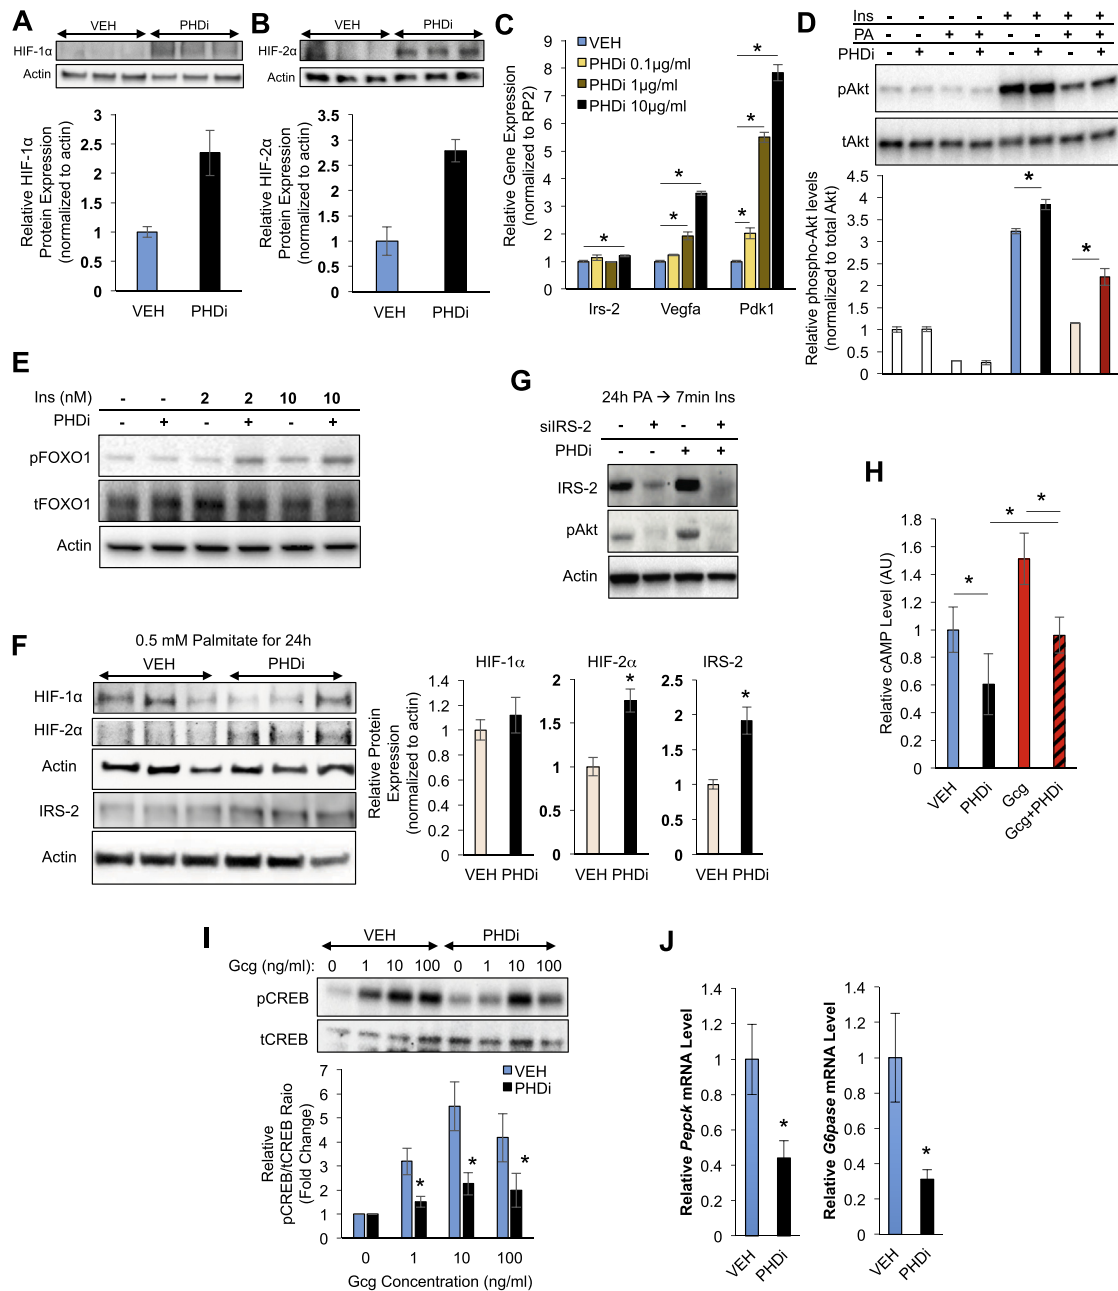 A
VEH PHDi
HIF-1α
Actin
Relative HIF-1α
Protein Expression
(normalized to actin)
3
2.5
2
1.5
1
0.5
0
VEH PHDi
B
VEH PHDi
HIF-2α
Actin
Relative HIF-2α
Protein Expression
(normalized to actin)
3.5
3
2.5
2
1.5
1
0.5
0
VEH PHDi
C
Relative Gene Expression
(normalized to RP2)
9
8
7
6
5
4
3
2
1
0
VEH
PHDi 0.1µg/ml
PHDi 1µg/ml
PHDi 10µg/ml
* * * * * *
Irs-2 Vegfa Pdk1
D
Ins - - - - + + + +
PA - - + + - - + +
PHDi - + - + - + - +
pAkt
tAkt
Relative phospho-Akt levels
(normalized to total Akt)
4.5
4
3.5
3
2.5
2
1.5
1
0.5
0
* *
E
Ins (nM) - - 2 2 10 10
PHDi - + - + - +
pFOXO1
tFOXO1
Actin
F
0.5 mM Palmitate for 24h
VEH PHDi
HIF-1α
HIF-2α
Actin
IRS-2
Actin
Relative Protein
Expression
(normalized to actin)
HIF-1α
1.4
1.2
1
0.8
0.6
0.4
0.2
0
VEH PHDi
HIF-2α
2
1.5
1
0.5
0
*
VEH PHDi
IRS-2
2.5
2
1.5
1
0.5
0
*
VEH PHDi
G
24h PA → 7min Ins
siIRS-2 - + - +
PHDi - - + +
IRS-2
pAkt
Actin
H
Relative cAMP Level (AU)
1.8
1.6
1.4
1.2
1
0.8
0.6
0.4
0.2
0
* * *
VEH
PHDi
Gcg
Gcg+PHDi
I
VEH PHDi
Gcg (ng/ml): 0 1 10 100 0 1 10 100
pCREB
tCREB
Relative
pCREB/tCREB Raio
(Fold Change)
7
6
5
4
3
2
1
0
VEH
PHDi
* * *
0 1 10 100
Gcg Concentration (ng/ml)
J
Relative Pepck mRNA Level
1.4
1.2
1
0.8
0.6
0.4
0.2
0
*
VEH
PHDi
Relative G6pase mRNA Level
1.4
1.2
1
0.8
0.6
0.4
0.2
0
*
VEH
PHDi